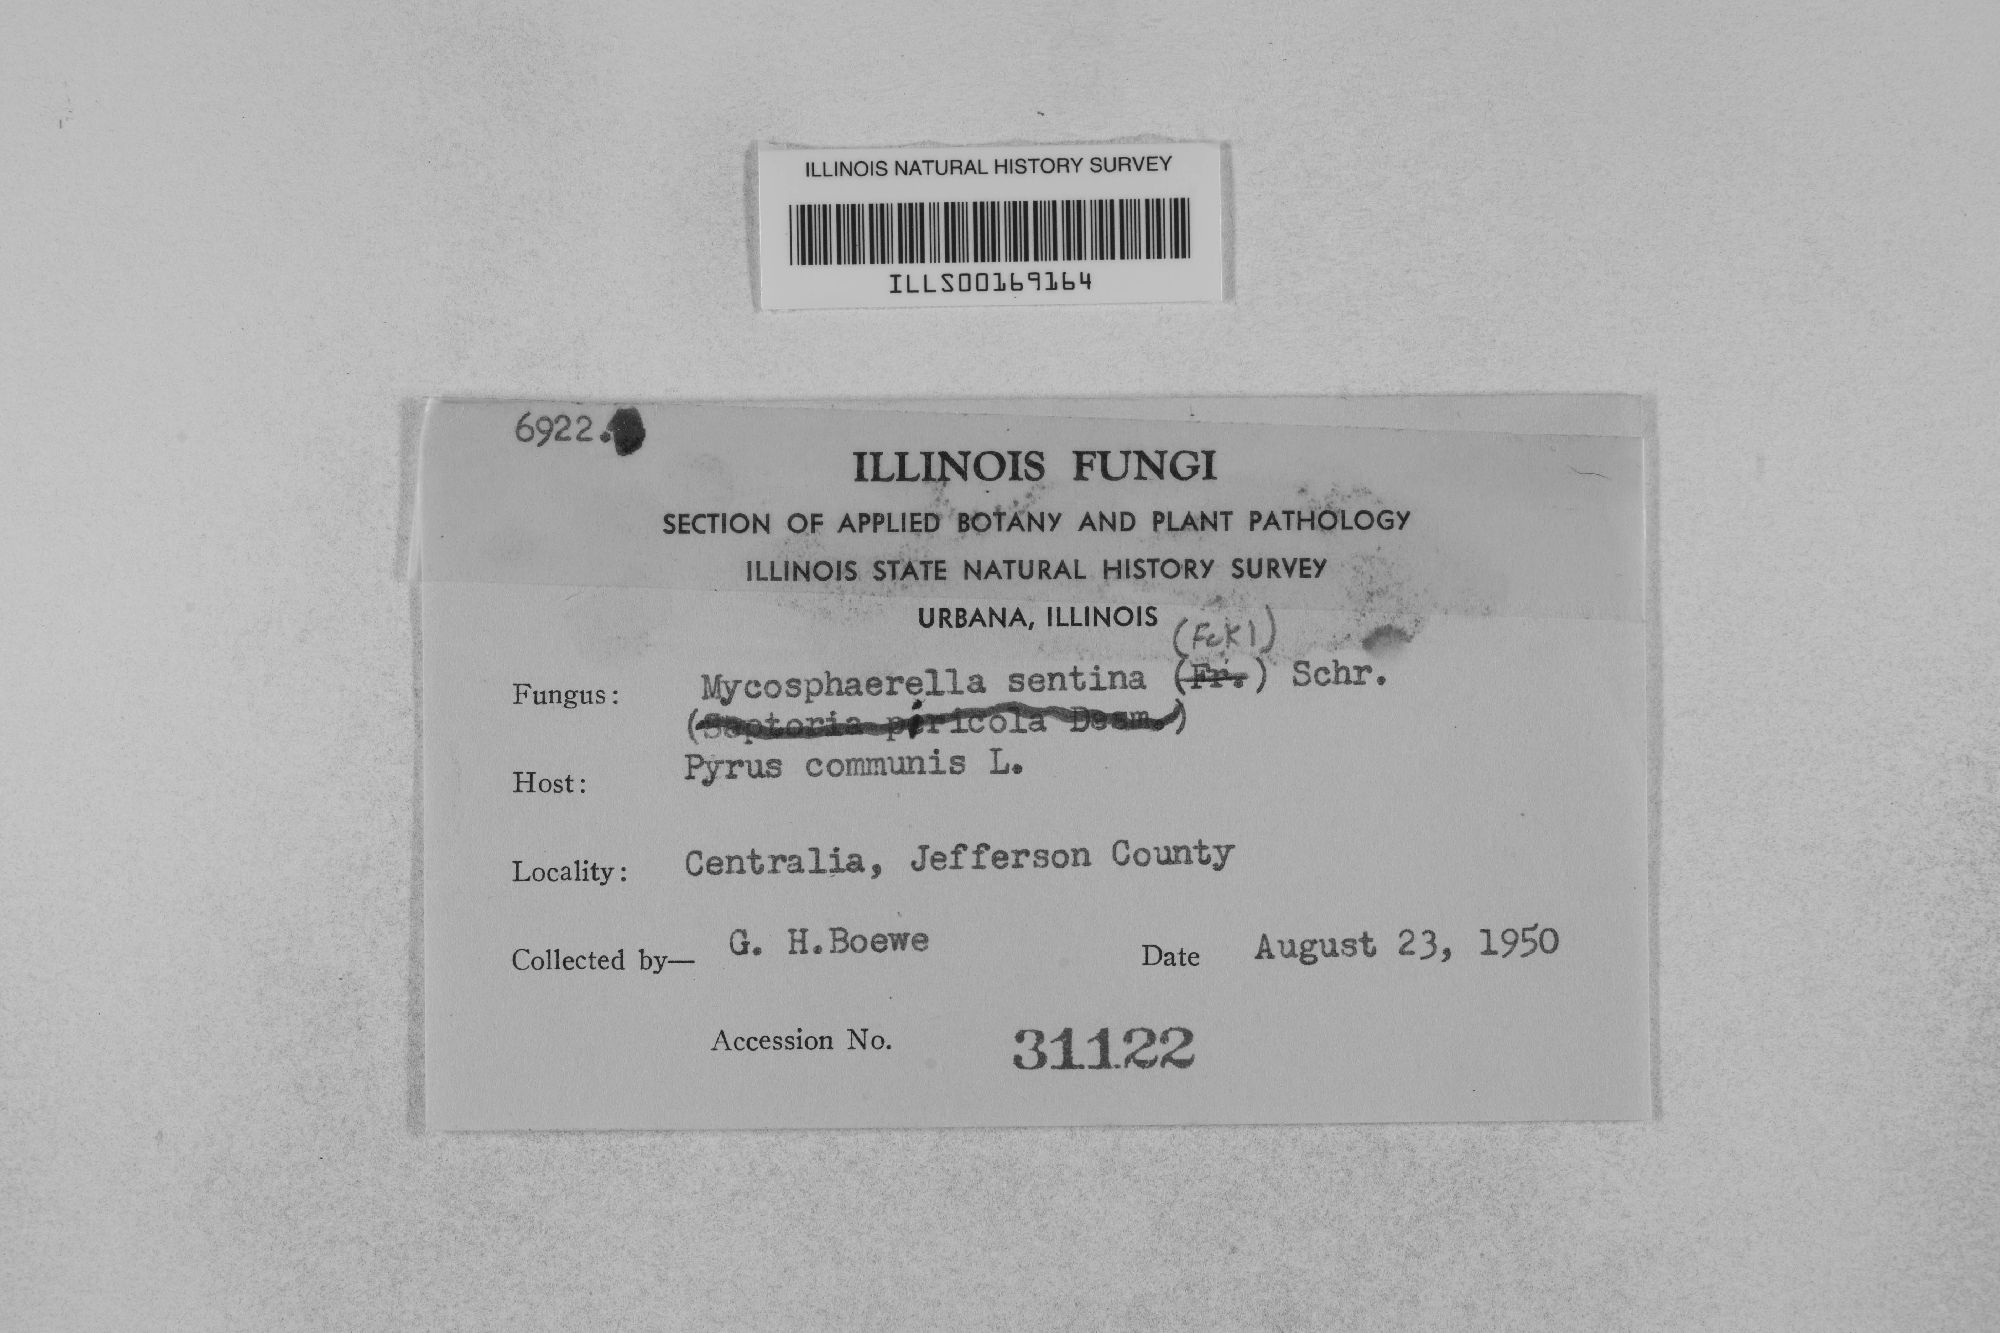 ILLINOIS NATURAL HISTORY SURVEY
ILLS00169164
6922.
ILLINOIS FUNGI
SECTION OF APPLIED BOTANY AND PLANT PATHOLOGY
ILLINOIS STATE NATURAL HISTORY SURVEY
URBANA, ILLINOIS
(Fckl)
Fungus: Mycosphaerella sentina (Fr.) Schr.
(Septoria piricola Desm.)
Host: Pyrus communis L.
Locality: Centralia, Jefferson County
Collected by— G. H.Boewe Date August 23, 1950
Accession No. 31122